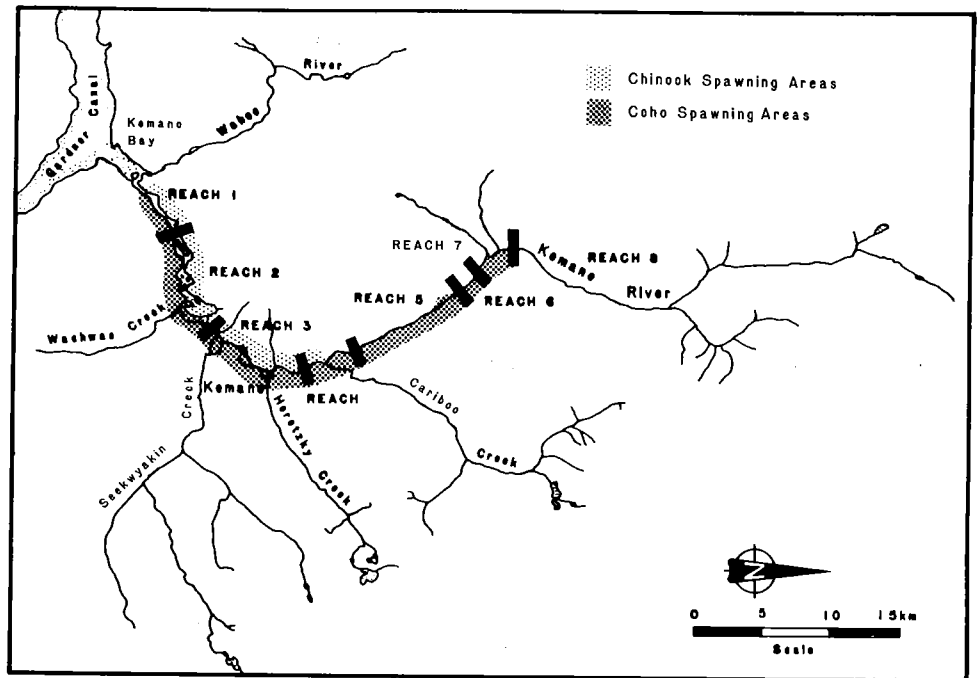 River
Wahoo
Chinook Spawning Areas
Coho Spawning Areas
Gardner Canal
Kemano
Bay
REACH 1
REACH 2
REACH 3
REACH
REACH 5
REACH 6
REACH 7
REACH 8
Kemano
River
Washwas Creek
Kemano
Seekwyakin
Creek
Horetzky Creek
Cariboo
Creek
N
0 5 10 15km
Scale